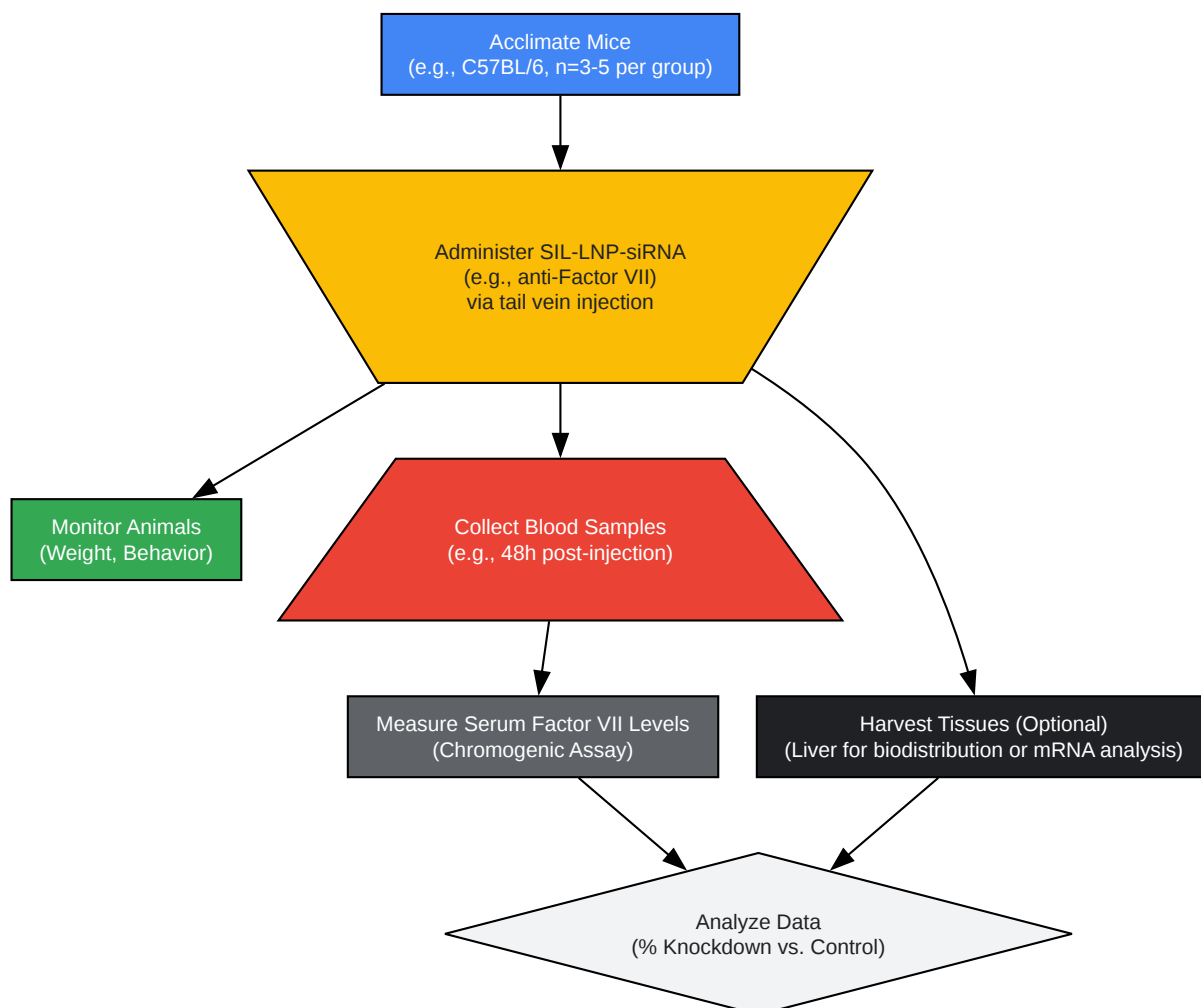 Acclimate Mice
(e.g., C57BL/6, n=3-5 per group)
Administer SIL-LNP-siRNA
(e.g., anti-Factor VII)
via tail vein injection
Monitor Animals
(Weight, Behavior)
Collect Blood Samples
(e.g., 48h post-injection)
Measure Serum Factor VII Levels
(Chromogenic Assay)
Harvest Tissues (Optional)
(Liver for biodistribution or mRNA analysis)
Analyze Data
(% Knockdown vs. Control)